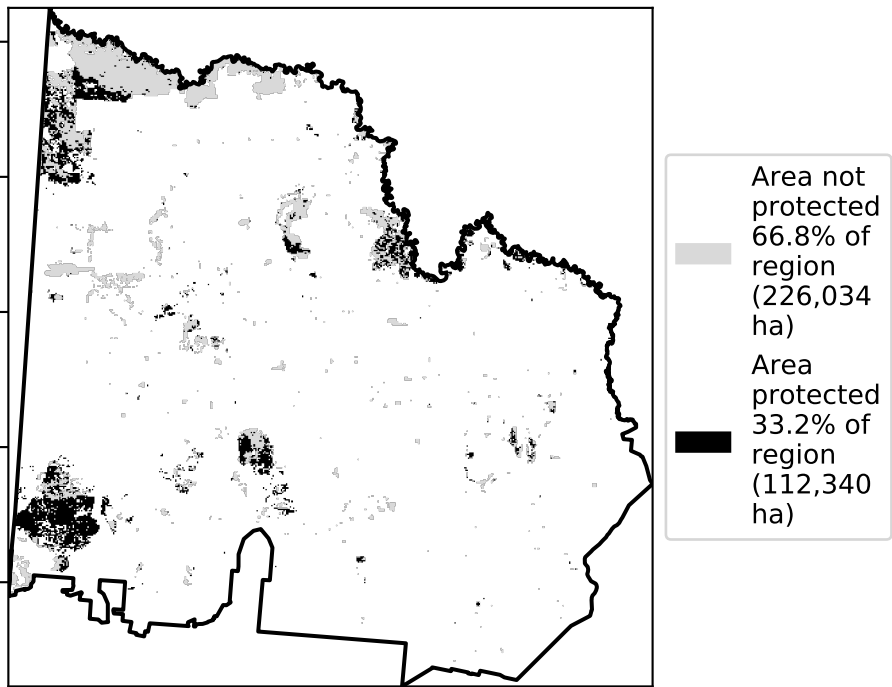 Area not
protected
66.8% of
region
(226,034
ha)
Area
protected
33.2% of
region
(112,340
ha)